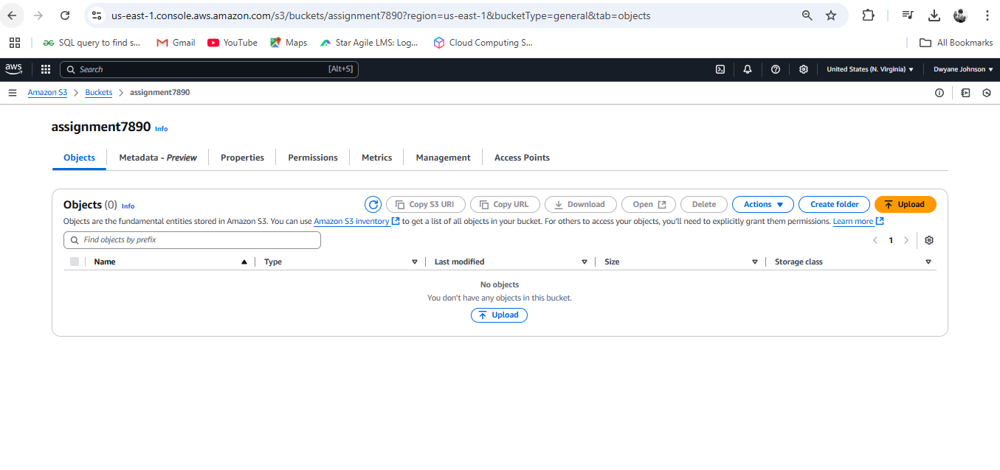 us-east-1.console.aws.amazon.com/s3/buckets/assignment7890?region=us-east-1&bucketType=general&tab=objects
SQL query to find s... Gmail YouTube Maps Star Agile LMS: Log... Cloud Computing S... All Bookmarks
aws Search [Alt+S] United States (N. Virginia) Dwyane Johnson
Amazon S3 Buckets assignment7890
assignment7890 Info
Objects Metadata - Preview Properties Permissions Metrics Management Access Points
Objects (0) Info Copy S3 URI Copy URL Download Open Delete Actions Create folder Upload
Objects are the fundamental entities stored in Amazon S3. You can use Amazon S3 inventory to get a list of all objects in your bucket. For others to access your objects, you'll need to explicitly grant them permissions. Learn more
Find objects by prefix 1
Name Type Last modified Size Storage class
No objects
You don't have any objects in this bucket.
Upload